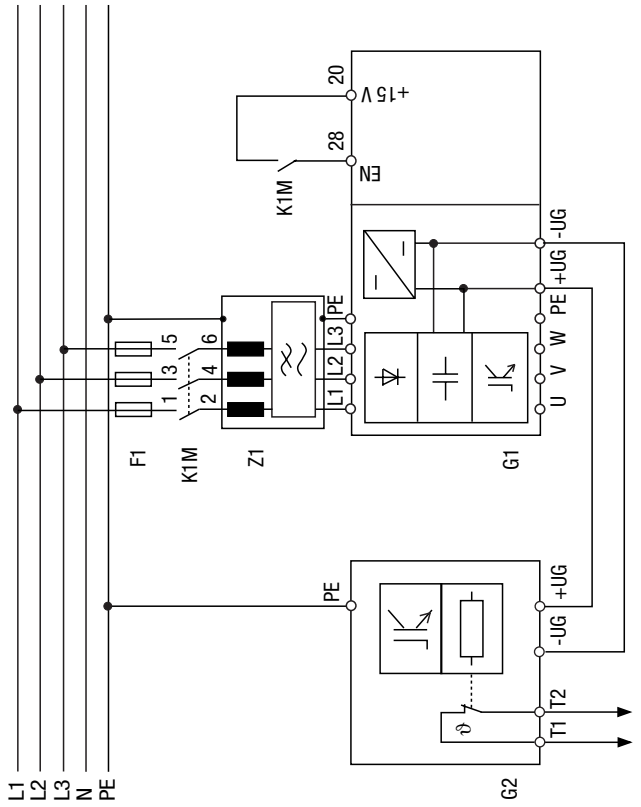 L1
L2
L3
N
PE
F1
1 3 5
K1M
2 4 6
Z1
K1M
PE
L1 L2 L3 PE
28 20
EN +15 V
ϑ
G2
G1
T1 T2 -UG +UG
U V W PE +UG -UG